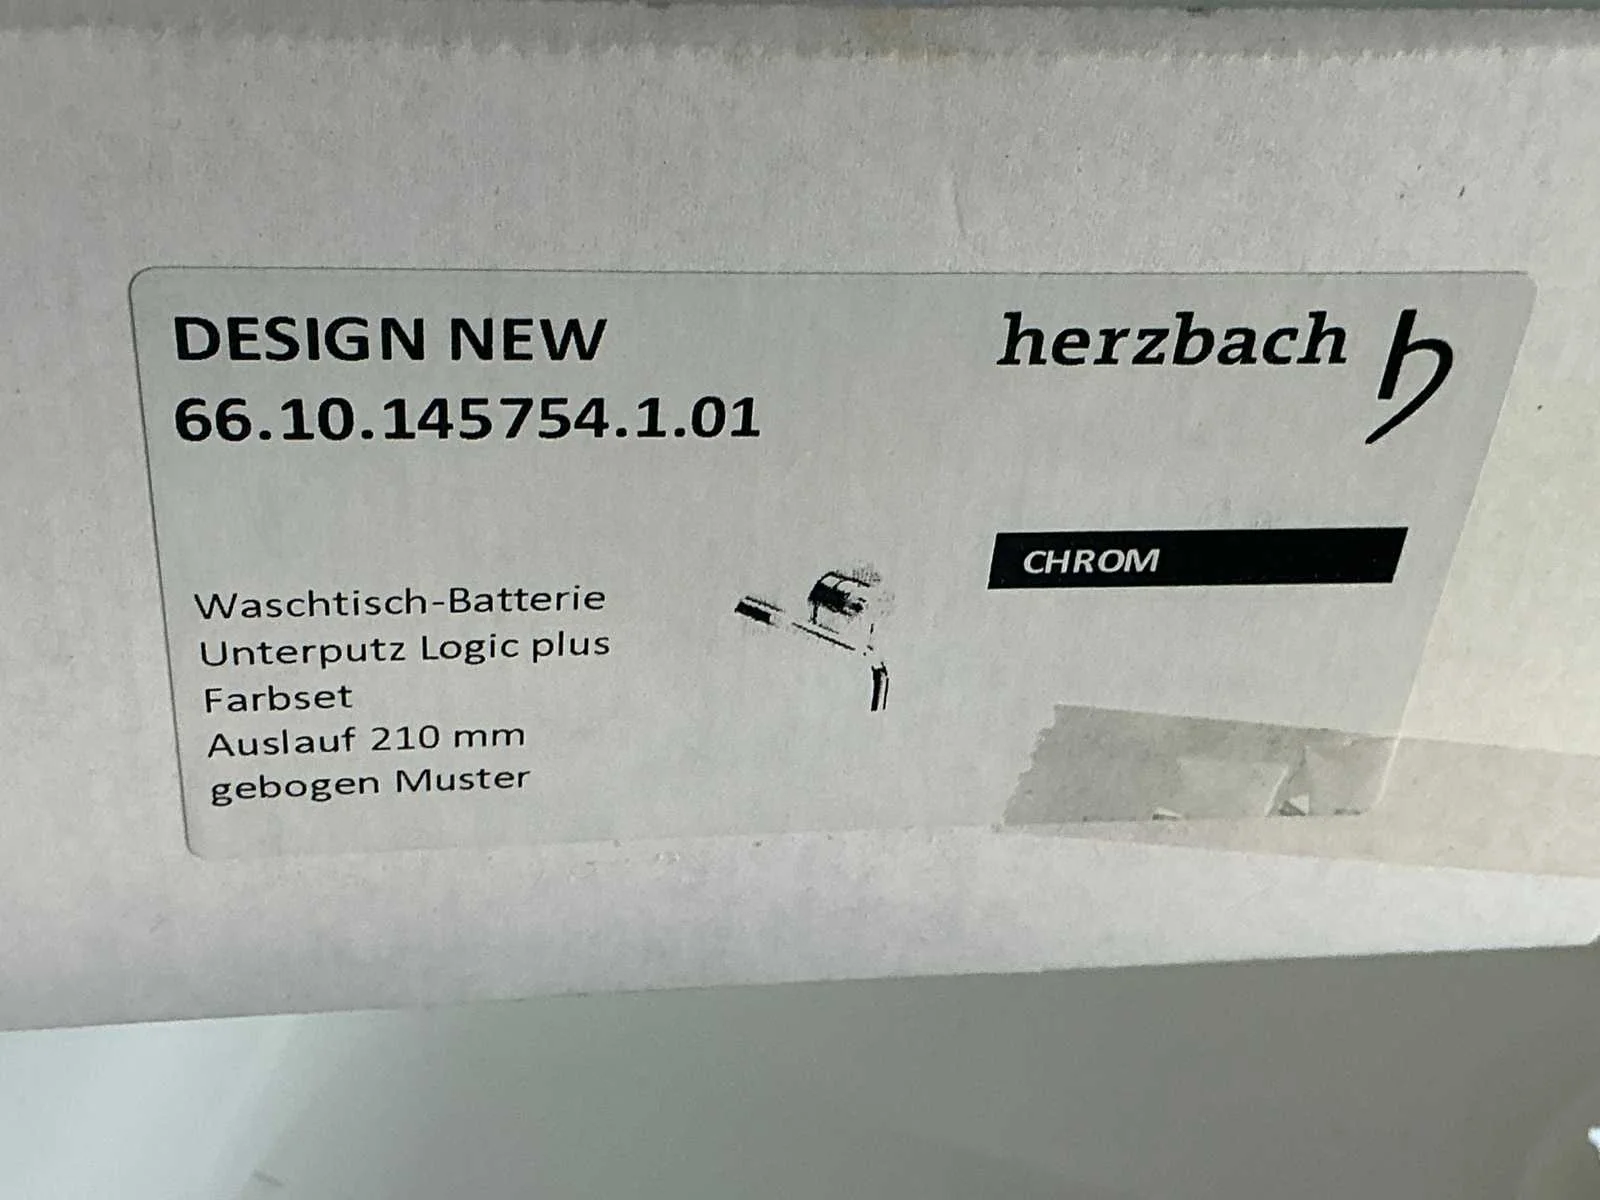 DESIGN NEW
66.10.145754.1.01
herzbach
CHROM
Waschtisch-Batterie
Unterputz Logic plus
Farbset
Auslauf 210 mm
gebogen Muster